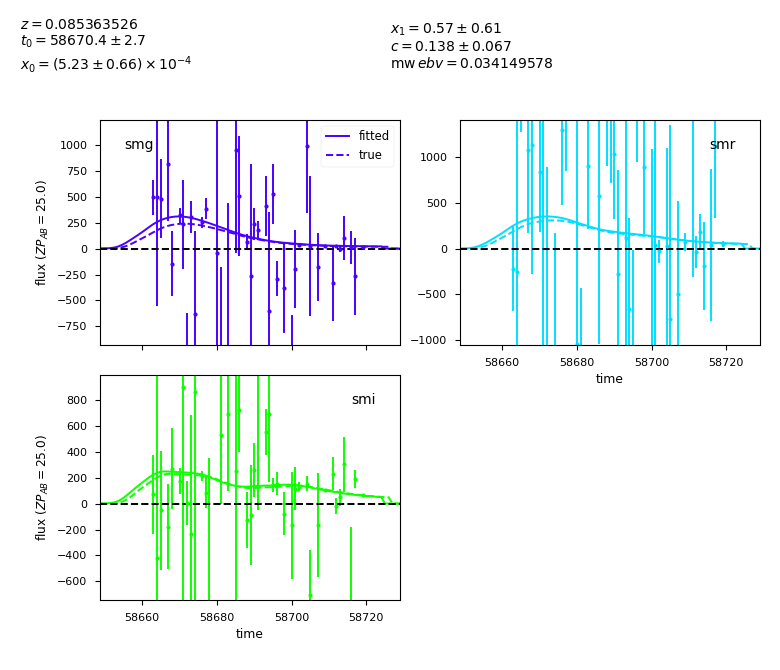 z = 0.085363526
t₀ = 58670.4 ± 2.7
x₀ = (5.23 ± 0.66) × 10⁻⁴
x₁ = 0.57 ± 0.61
c = 0.138 ± 0.067
mw ebv = 0.034149578
smg
fitted
true
1000
750
500
250
0
−250
−500
−750
flux (ZP_AB = 25.0)
smr
1000
500
0
−500
−1000
58660 58680 58700 58720
time
smi
800
600
400
200
0
−200
−400
−600
flux (ZP_AB = 25.0)
58660 58680 58700 58720
time